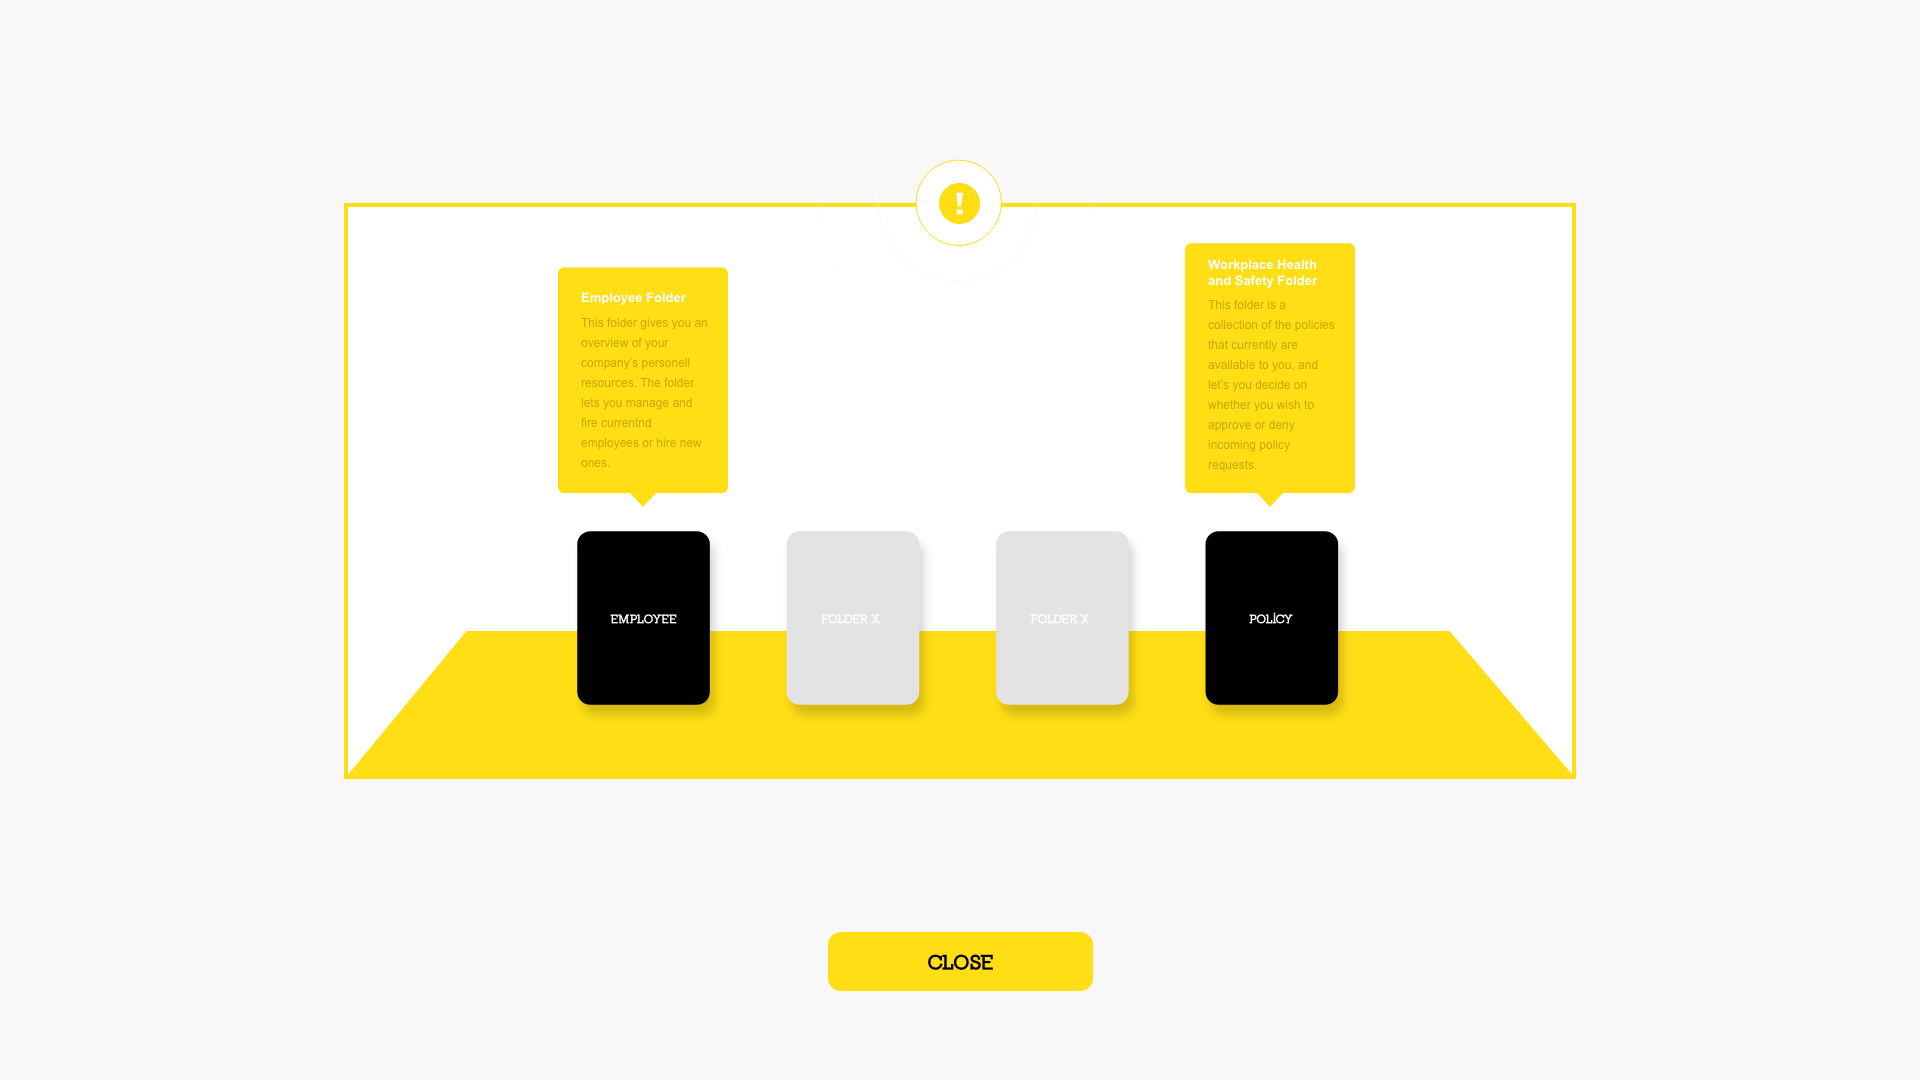 !
Employee Folder
This folder gives you an
overview of your
company's personell
resources. The folder
lets you manage and
fire currentnd
employees or hire new
ones.
Workplace Health
and Safety Folder
This folder is a
collection of the policies
that currently are
available to you, and
let's you decide on
whether you wish to
approve or deny
incoming policy
requests.
EMPLOYEE
FOLDER X
FOLDER X
POLİCY
CLOSE